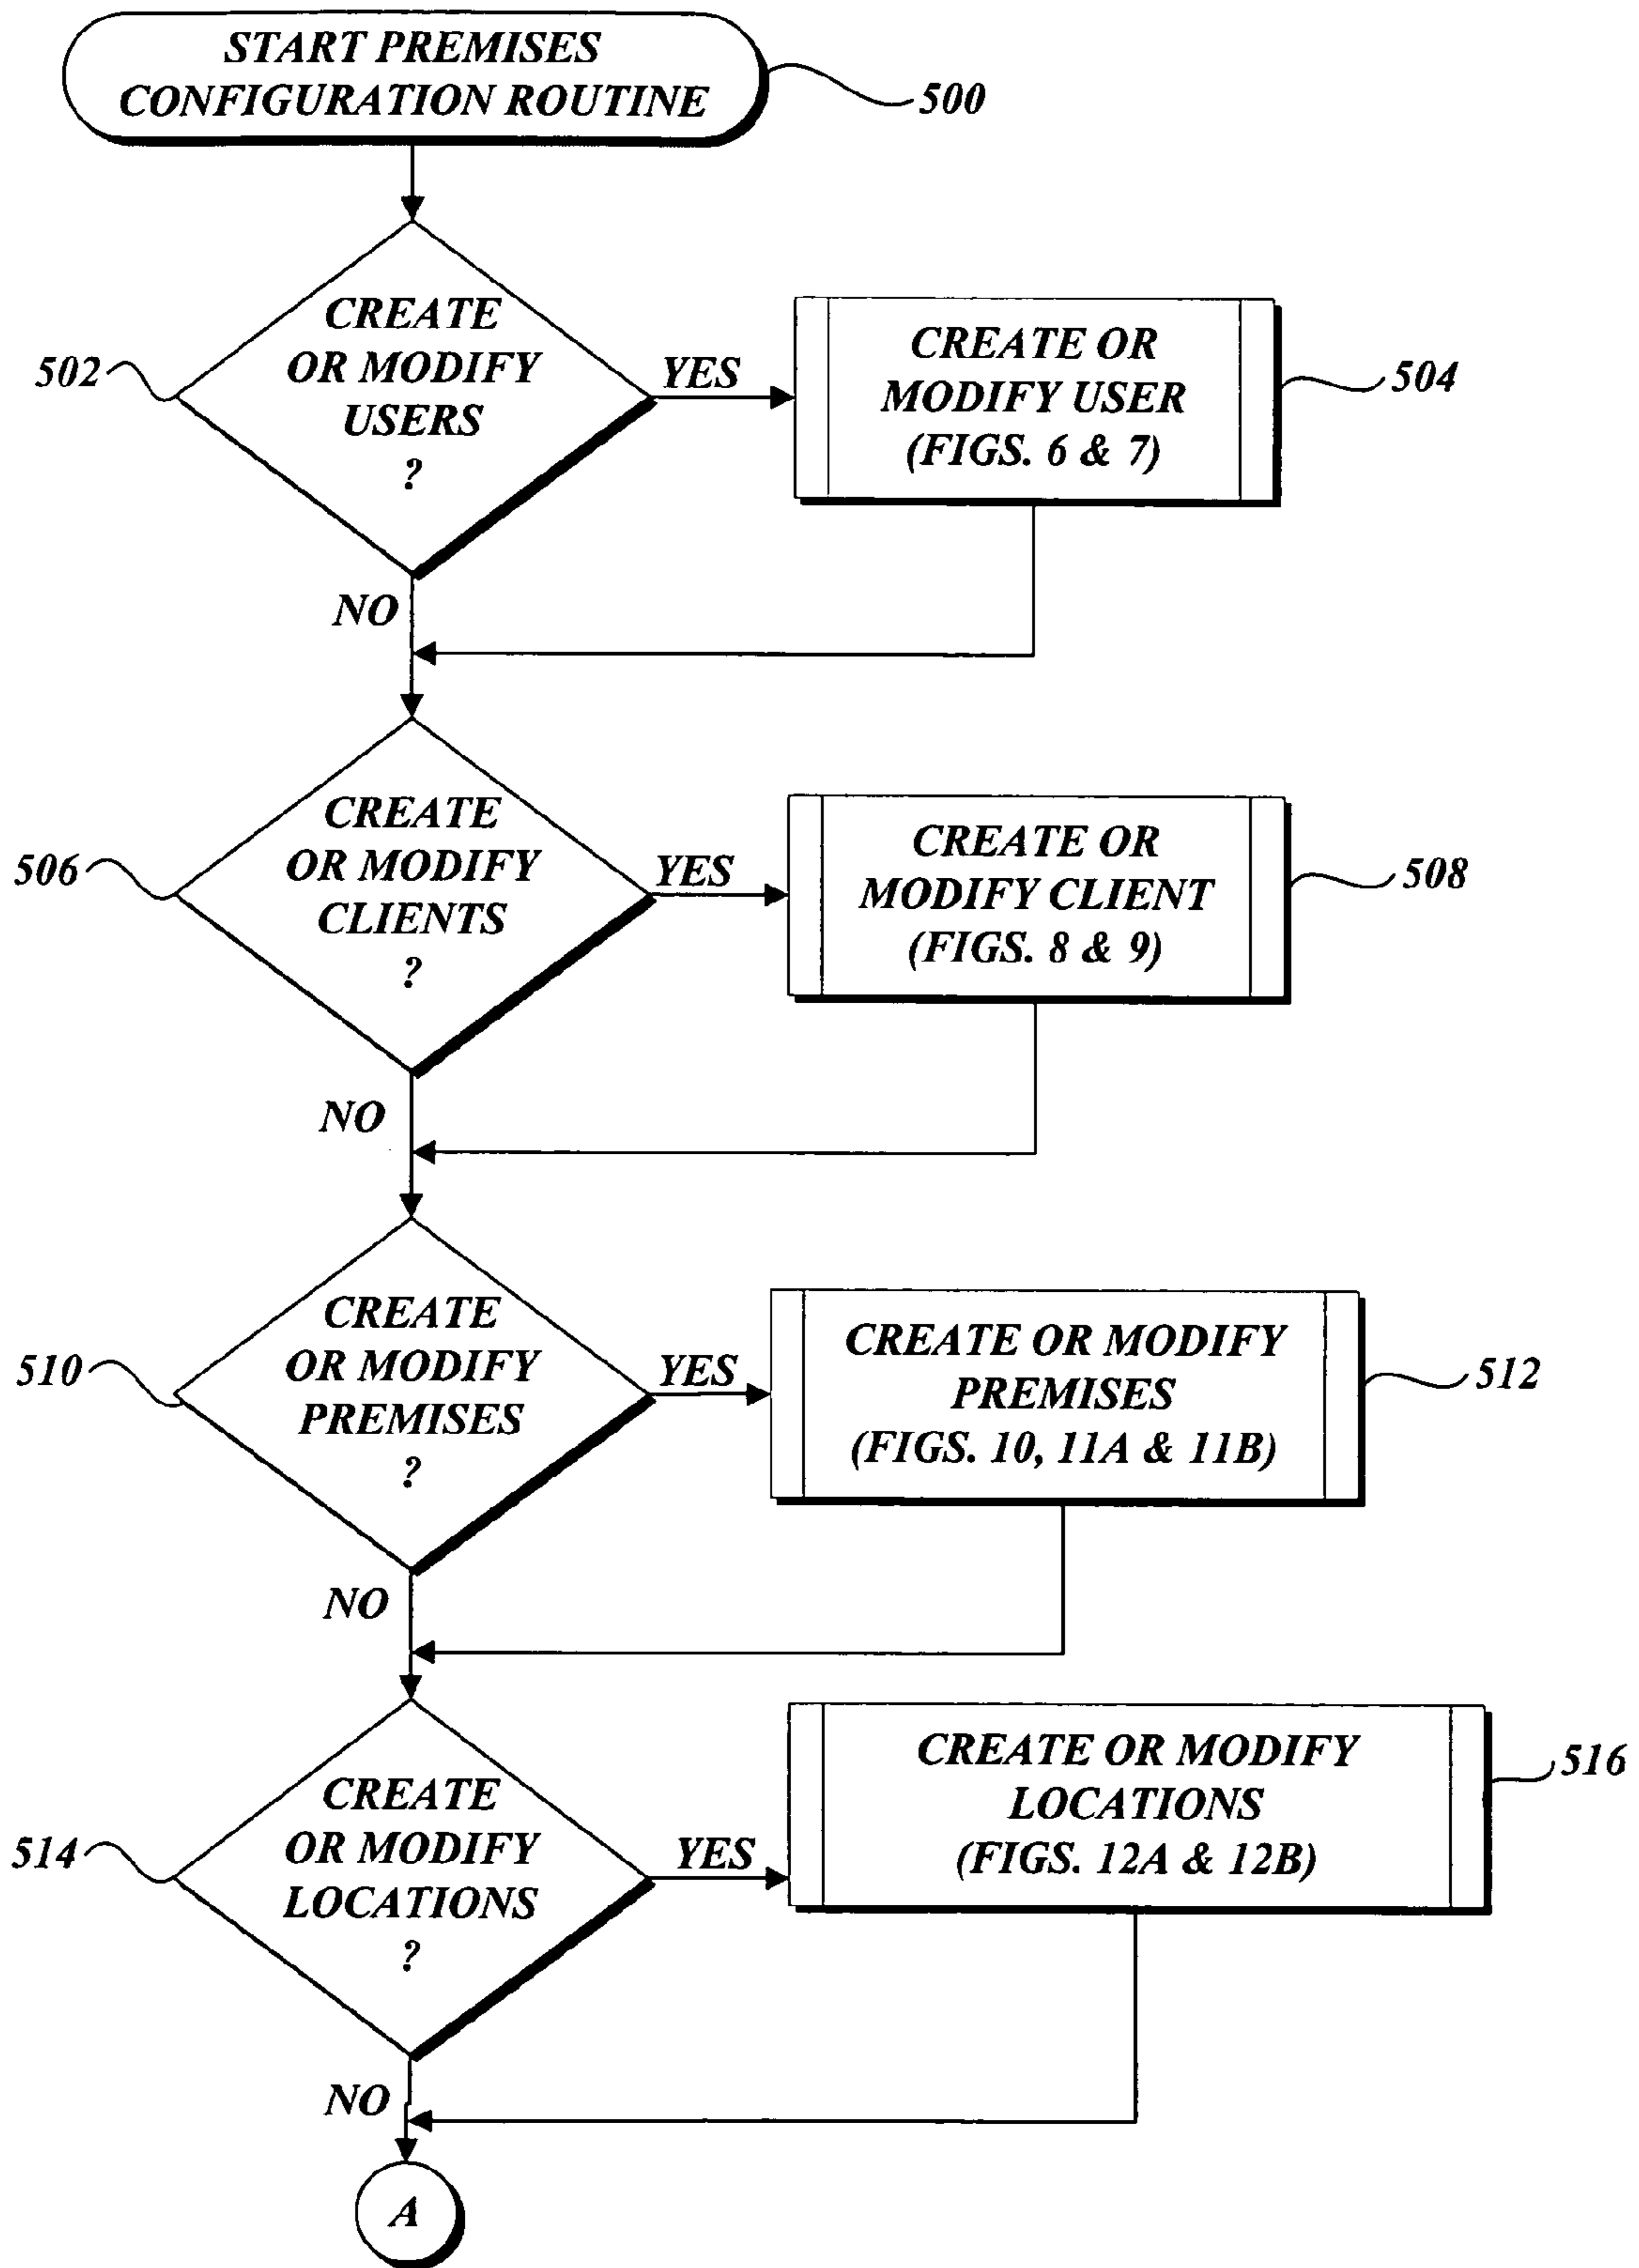 START PREMISES
CONFIGURATION ROUTINE
500
CREATE
OR MODIFY
USERS
?
502
YES
CREATE OR
MODIFY USER
(FIGS. 6 & 7)
504
NO
CREATE
OR MODIFY
CLIENTS
?
506
YES
CREATE OR
MODIFY CLIENT
(FIGS. 8 & 9)
508
NO
CREATE
OR MODIFY
PREMISES
?
510
YES
CREATE OR MODIFY
PREMISES
(FIGS. 10, 11A & 11B)
512
NO
CREATE
OR MODIFY
LOCATIONS
?
514
YES
CREATE OR MODIFY
LOCATIONS
(FIGS. 12A & 12B)
516
NO
A